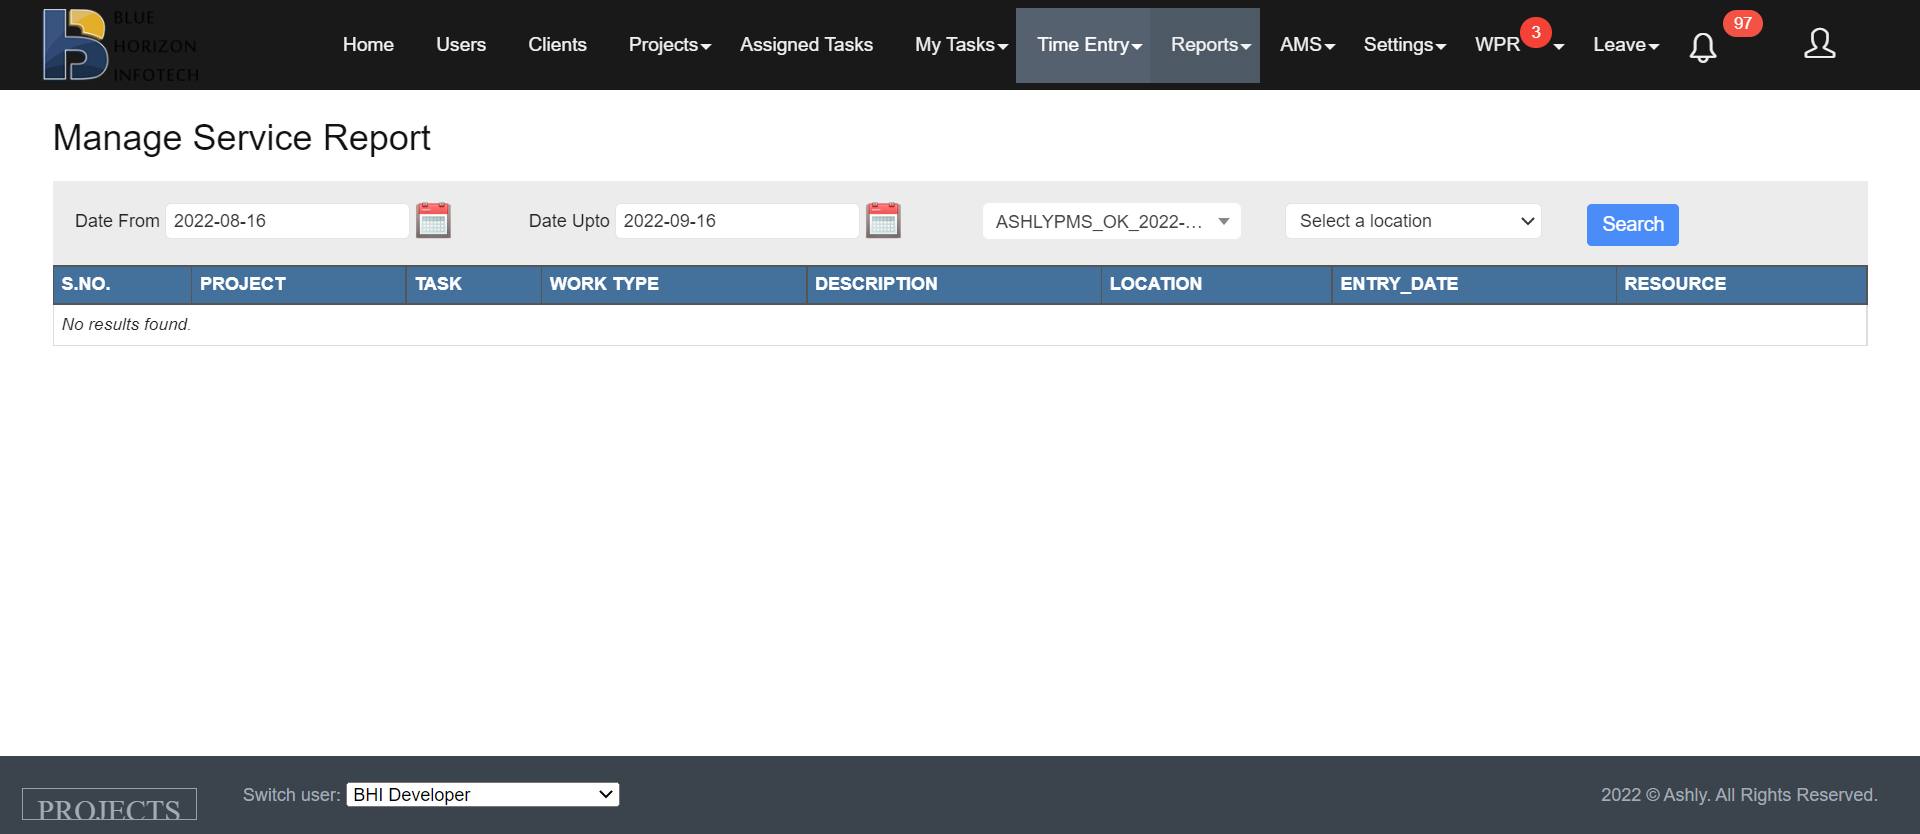 BLUE
HORIZON
INFOTECH
Home Users Clients Projects Assigned Tasks My Tasks Time Entry Reports AMS Settings WPR 3 Leave 97
Manage Service Report
Date From 2022-08-16 Date Upto 2022-09-16 ASHLYPMS_OK_2022-... Select a location Search
S.NO. PROJECT TASK WORK TYPE DESCRIPTION LOCATION ENTRY_DATE RESOURCE
No results found.
PROJECTS Switch user: BHI Developer 2022 © Ashly. All Rights Reserved.